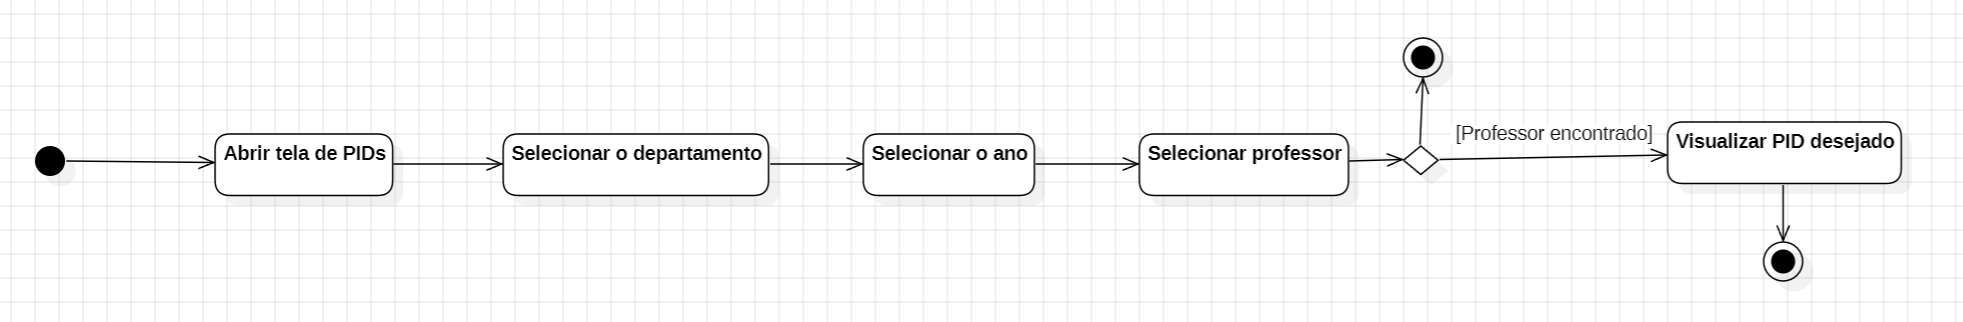 Abrir tela de PIDs
Selecionar o departamento
Selecionar o ano
Selecionar professor
[Professor encontrado]
Visualizar PID desejado